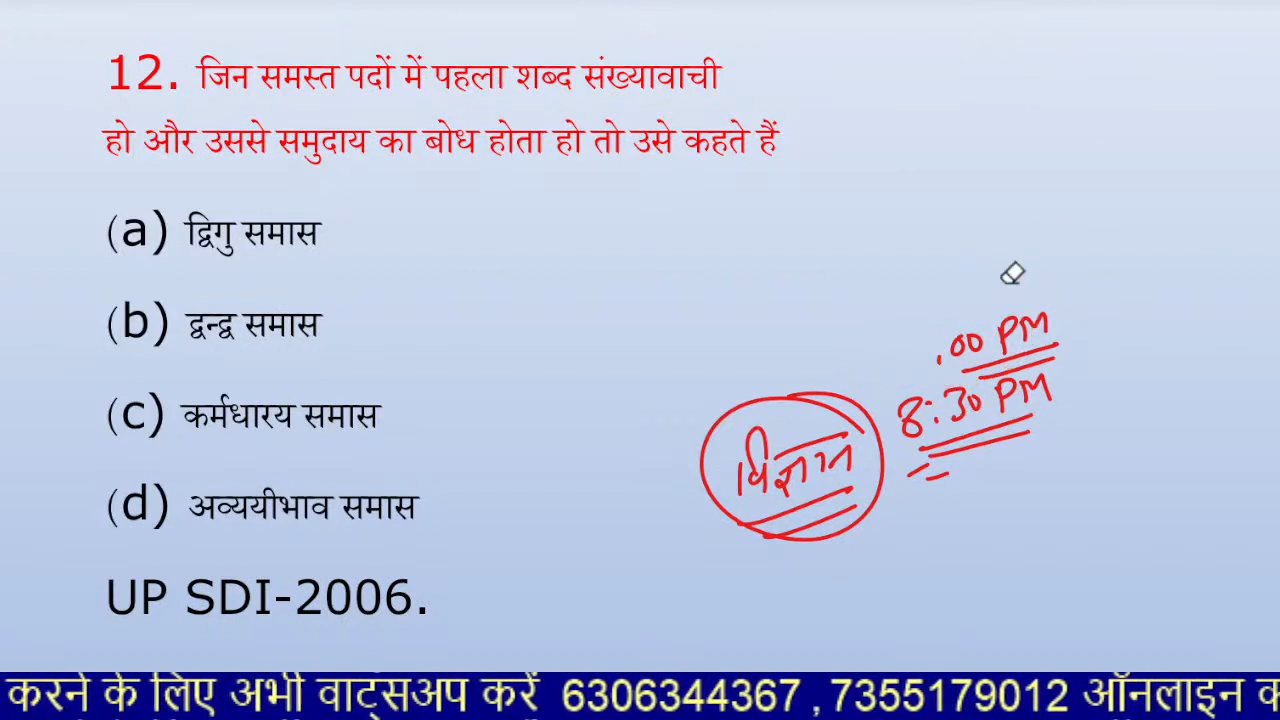 12. जिन समस्त पदों में पहला शब्द संख्यावाची
हो और उससे समुदाय का बोध होता हो तो उसे कहते हैं
(a) द्विगु समास
(b) द्वन्द्व समास
(c) कर्मधारय समास
(d) अव्ययीभाव समास
UP SDI-2006.
.00 PM
8:30 PM
विज्ञान
करने के लिए अभी वाट्सअप करें 6306344367 ,7355179012 ऑनलाइन